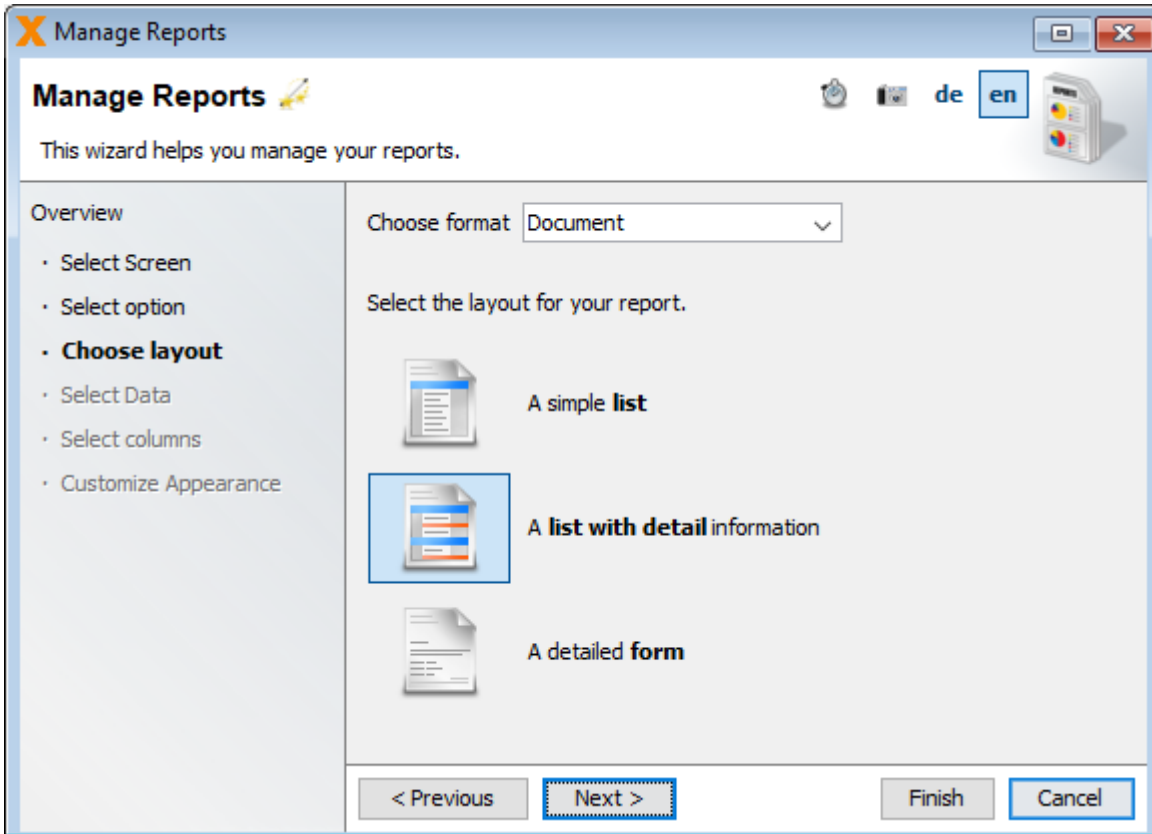 Manage Reports
Manage Reports
de en
This wizard helps you manage your reports.
Overview
· Select Screen
· Select option
· Choose layout
· Select Data
· Select columns
· Customize Appearance
Choose format Document
Select the layout for your report.
A simple list
A list with detail information
A detailed form
< Previous Next > Finish Cancel